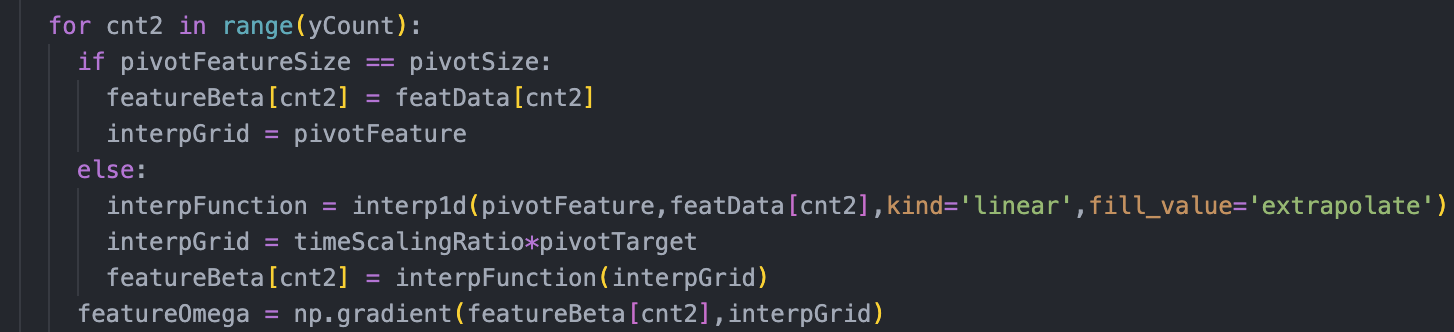 for cnt2 in range(yCount):
if pivotFeatureSize == pivotSize:
featureBeta[cnt2] = featData[cnt2]
interpGrid = pivotFeature
else:
interpFunction = interp1d(pivotFeature,featData[cnt2],kind='linear',fill_value='extrapolate')
interpGrid = timeScalingRatio*pivotTarget
featureBeta[cnt2] = interpFunction(interpGrid)
featureOmega = np.gradient(featureBeta[cnt2],interpGrid)